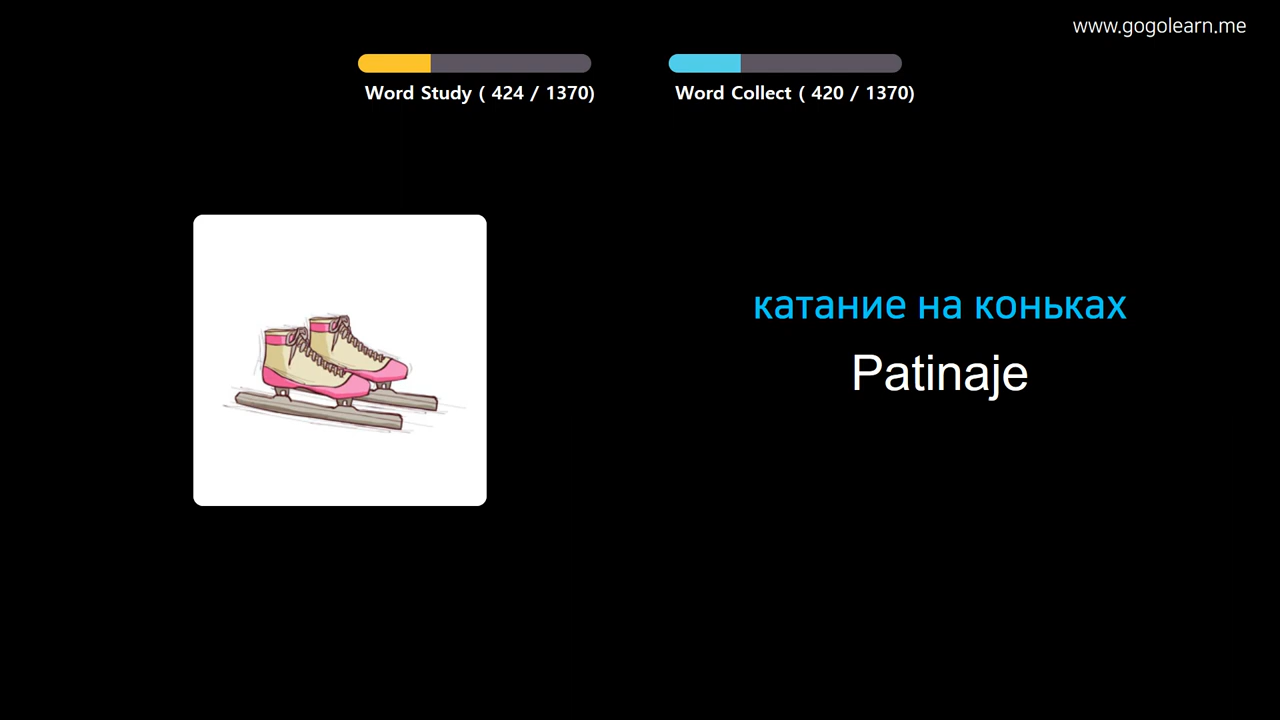 www.gogolearn.me
Word Study ( 424 / 1370)
Word Collect ( 420 / 1370)
катание на коньках
Patinaje